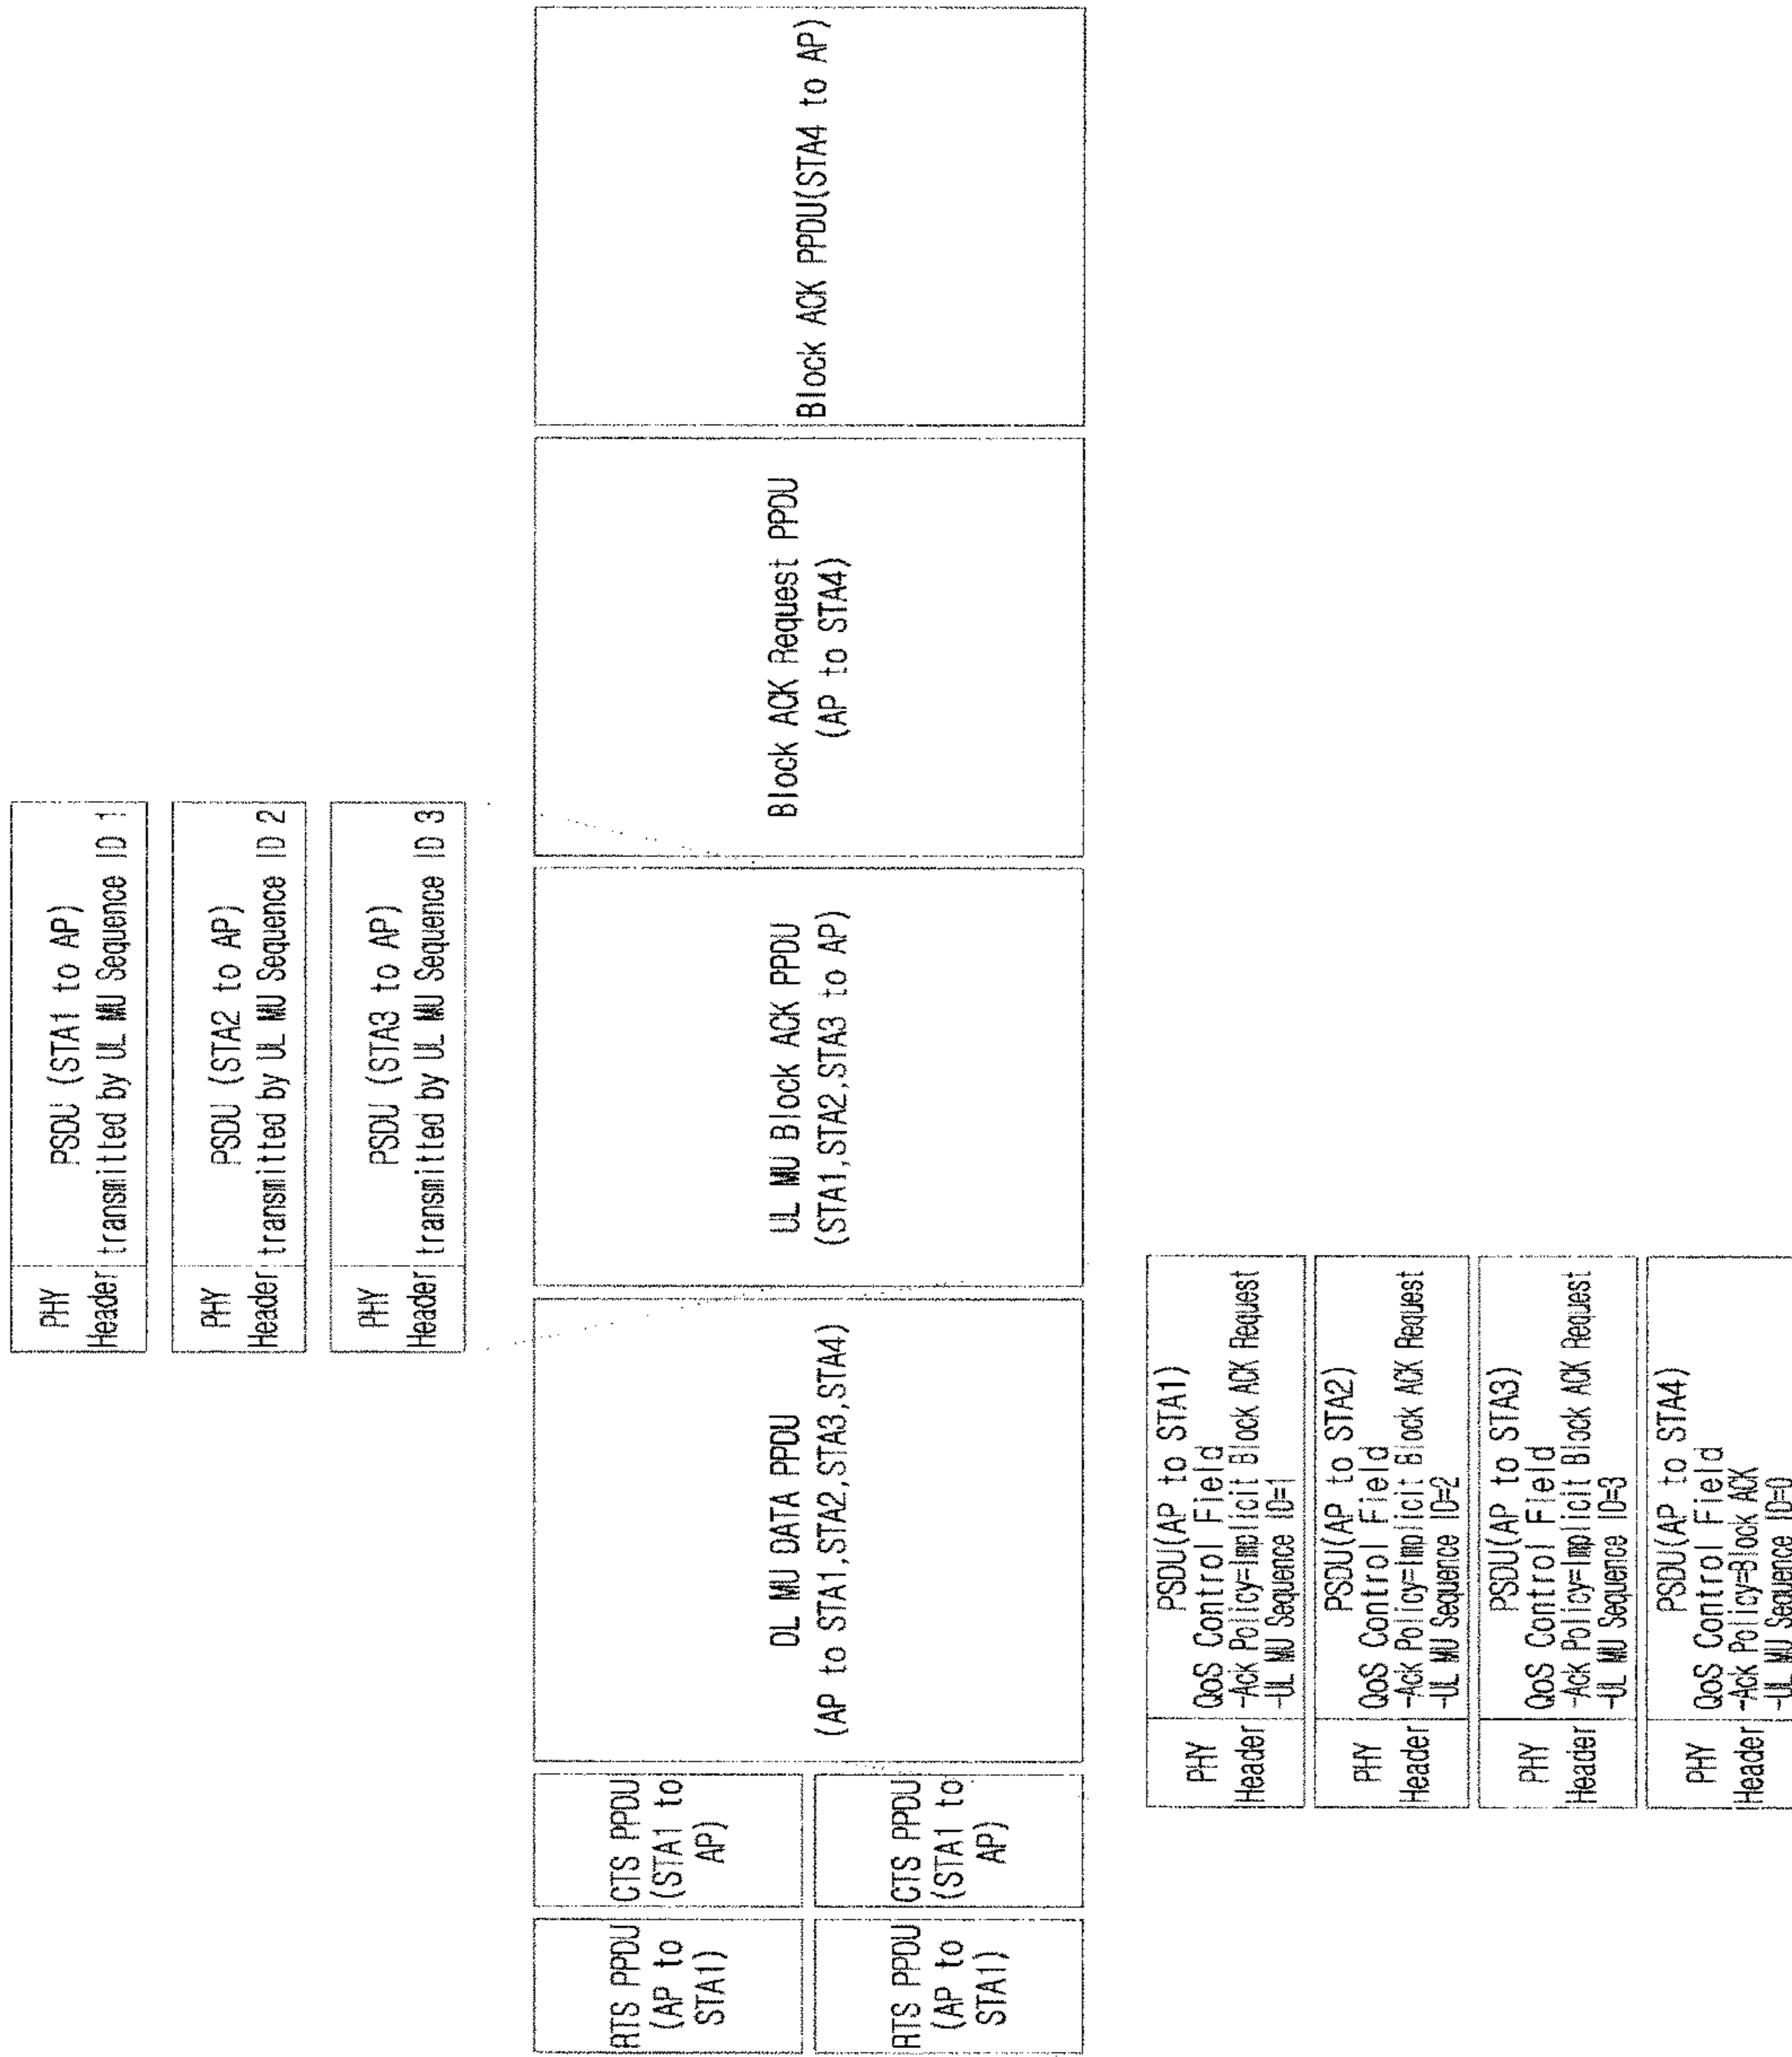 PHY
Header
PSDU (STA1 to AP)
transmitted by UL MU Sequence ID 1
PHY
Header
PSDU (STA2 to AP)
transmitted by UL MU Sequence ID 2
PHY
Header
PSDU (STA3 to AP)
transmitted by UL MU Sequence ID 3
RTS PPDU
(AP to
STA1)
CTS PPDU
(STA1 to
AP)
RTS PPDU
(AP to
STA1)
CTS PPDU
(STA1 to
AP)
DL MU DATA PPDU
(AP to STA1,STA2,STA3,STA4)
UL MU Block ACK PPDU
(STA1,STA2,STA3 to AP)
Block ACK Request PPDU
(AP to STA4)
Block ACK PPDU(STA4 to AP)
PHY
Header
PSDU(AP to STA1)
QoS Control Field
-Ack Policy=Implicit Block ACK Request
-UL MU Sequence ID=1
PHY
Header
PSDU(AP to STA2)
QoS Control Field
-Ack Policy=Implicit Block ACK Request
-UL MU Sequence ID=2
PHY
Header
PSDU(AP to STA3)
QoS Control Field
-Ack Policy=Implicit Block ACK Request
-UL MU Sequence ID=3
PHY
Header
PSDU(AP to STA4)
QoS Control Field
-Ack Policy=Block ACK
-UL MU Sequence ID=0